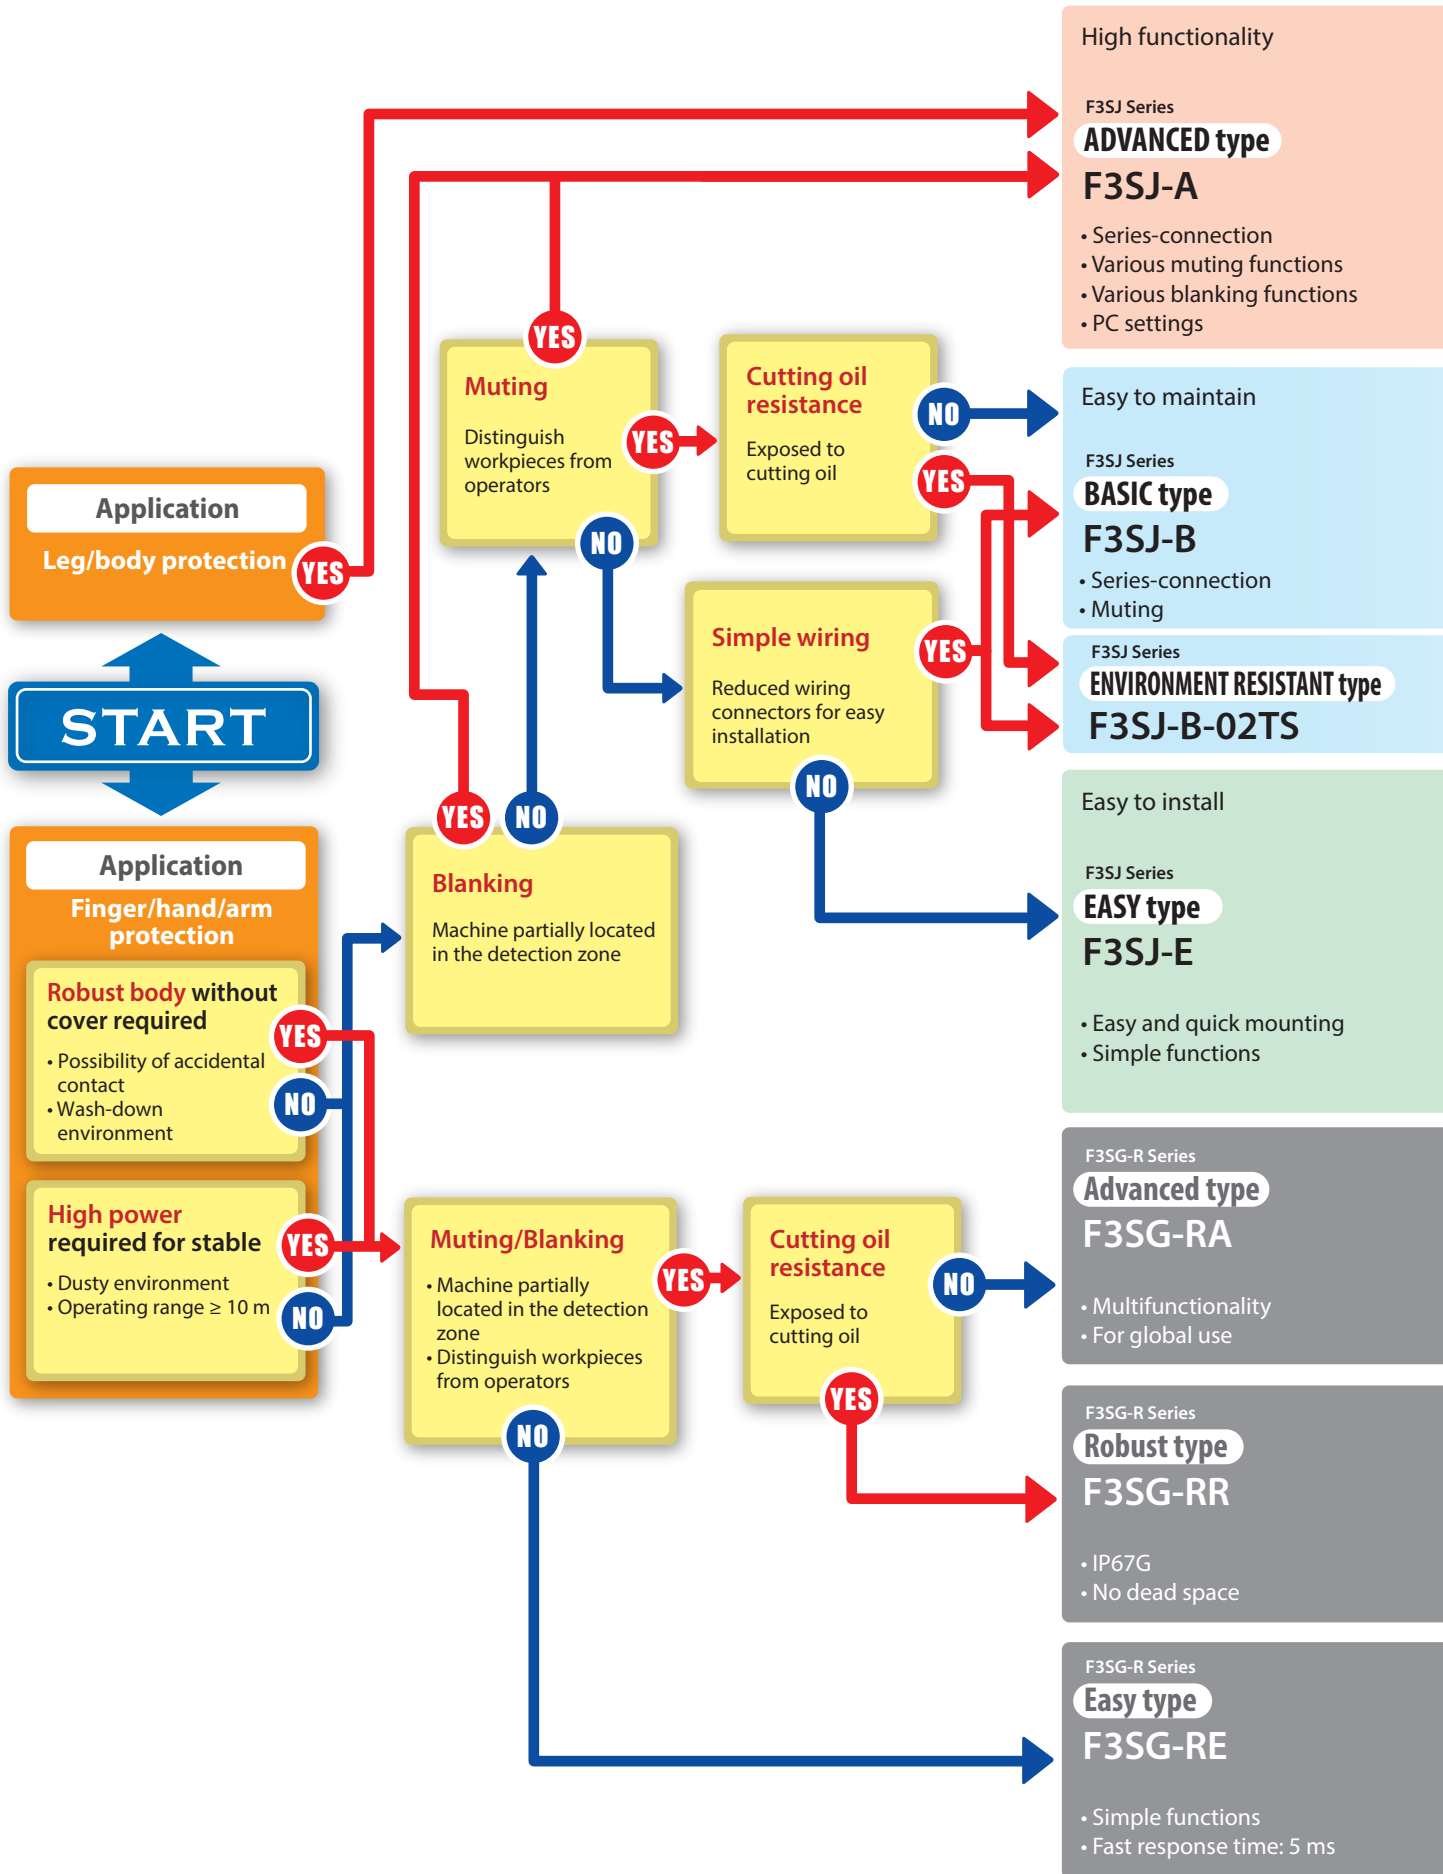 High functionality
F3SJ Series
ADVANCED type
F3SJ-A
• Series-connection
• Various muting functions
• Various blanking functions
• PC settings
YES
Muting
Distinguish
workpieces from
operators
YES
NO
Cutting oil
resistance
Exposed to
cutting oil
NO
YES
Easy to maintain
F3SJ Series
BASIC type
F3SJ-B
• Series-connection
• Muting
Application
Leg/body protection
YES
START
Simple wiring
Reduced wiring
connectors for easy
installation
YES
NO
F3SJ Series
ENVIRONMENT RESISTANT type
F3SJ-B-02TS
Easy to install
F3SJ Series
EASY type
F3SJ-E
• Easy and quick mounting
• Simple functions
YES
NO
Blanking
Machine partially located
in the detection zone
Application
Finger/hand/arm
protection
Robust body without
cover required
• Possibility of accidental
contact
• Wash-down
environment
YES
NO
High power
required for stable
• Dusty environment
• Operating range ≥ 10 m
YES
NO
Muting/Blanking
• Machine partially
located in the detection
zone
• Distinguish workpieces
from operators
YES
NO
Cutting oil
resistance
Exposed to
cutting oil
NO
YES
F3SG-R Series
Advanced type
F3SG-RA
• Multifunctionality
• For global use
F3SG-R Series
Robust type
F3SG-RR
• IP67G
• No dead space
F3SG-R Series
Easy type
F3SG-RE
• Simple functions
• Fast response time: 5 ms